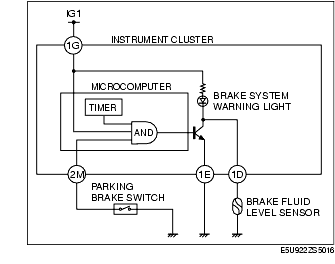 IG1
1G
INSTRUMENT CLUSTER
MICROCOMPUTER
TIMER
AND
BRAKE SYSTEM
WARNING LIGHT
2M
1E
1D
PARKING
BRAKE SWITCH
BRAKE FLUID
LEVEL SENSOR
E5U922ZS5016